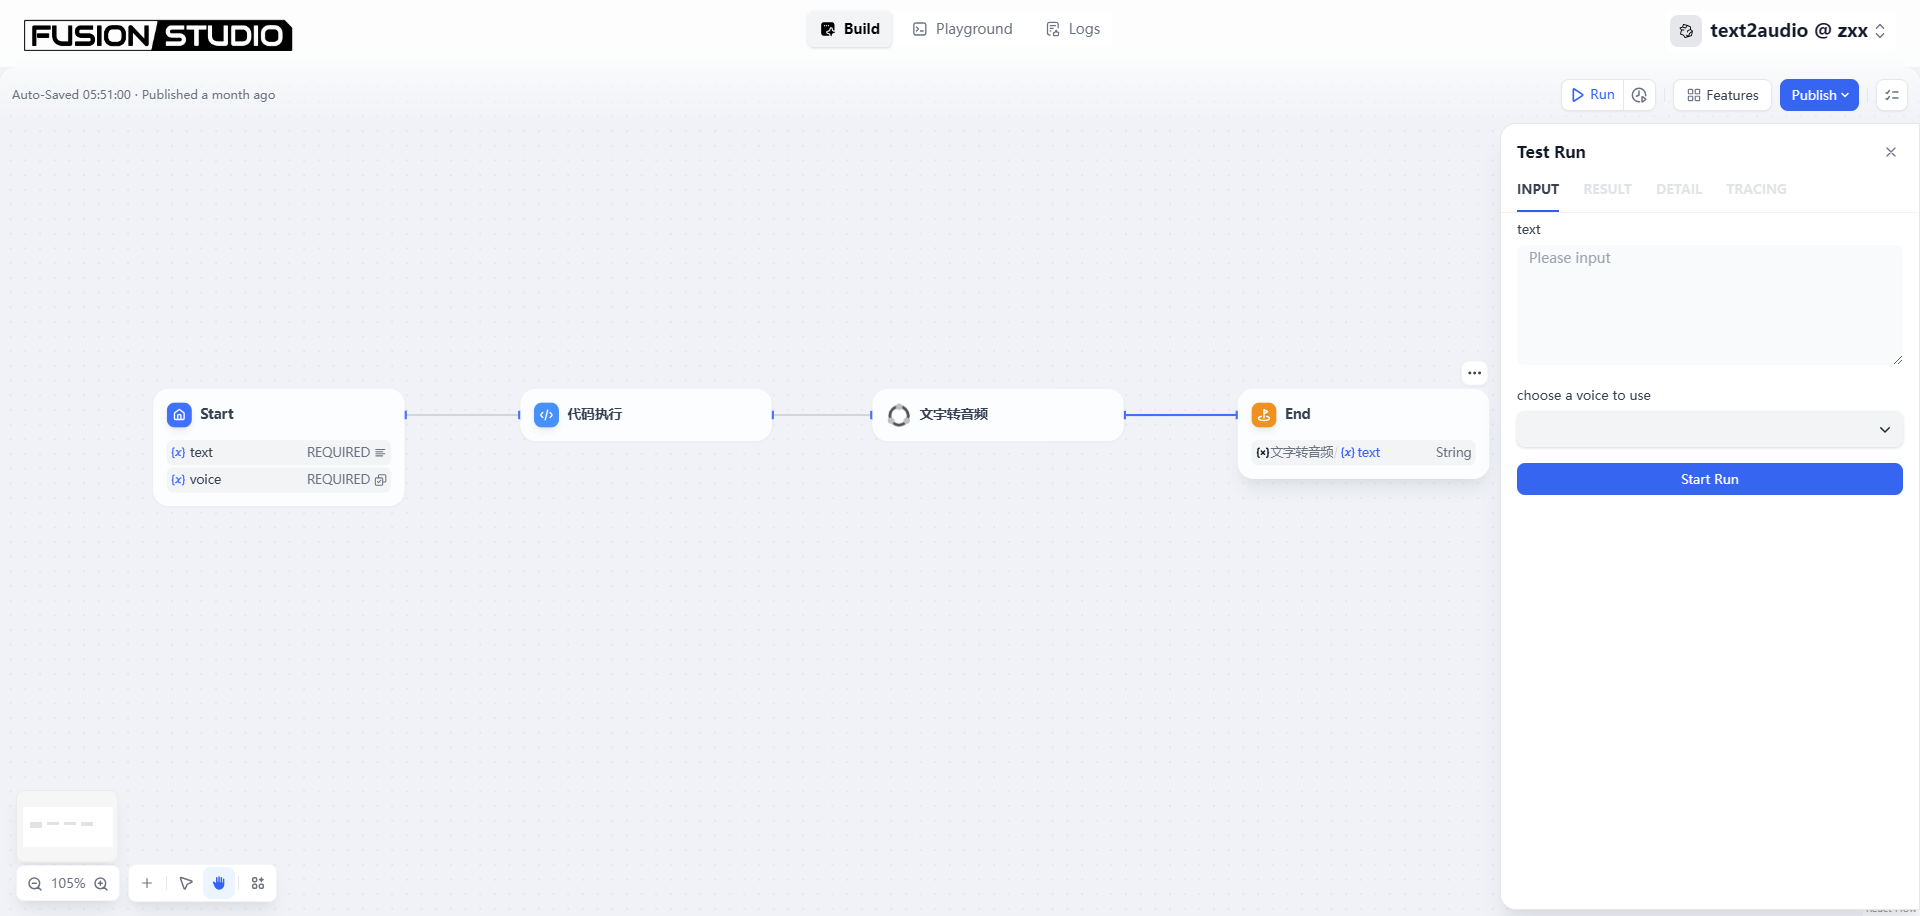 FUSION STUDIO
Build
Playground
Logs
text2audio @ zxx
Auto-Saved 05:51:00 · Published a month ago
Run
Features
Publish
Test Run
INPUT
RESULT
DETAIL
TRACING
text
Please input
choose a voice to use
Start Run
Start
{x} text REQUIRED
{x} voice REQUIRED
代码执行
文字转音频
End
{x} 文字转音频 / {x} text String
105%